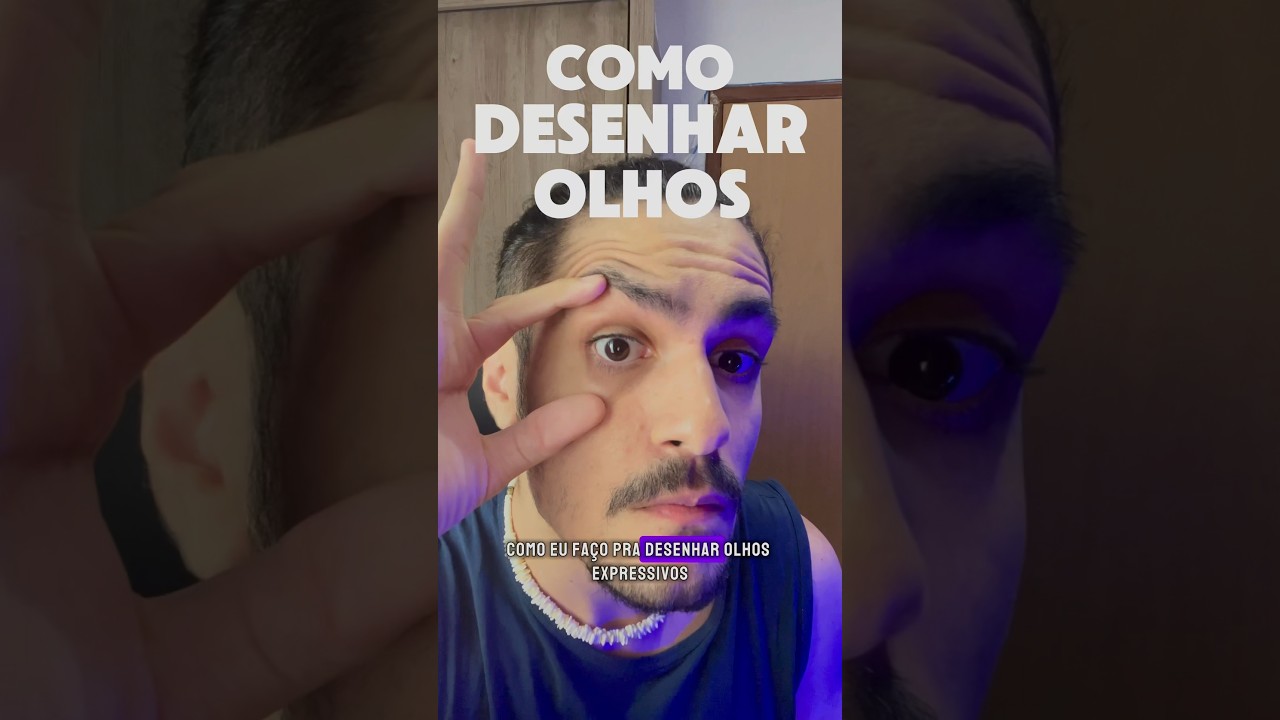 COMO
DESENHAR
OLHOS
COMO EU FAÇO PRA DESENHAR OLHOS
EXPRESSIVOS